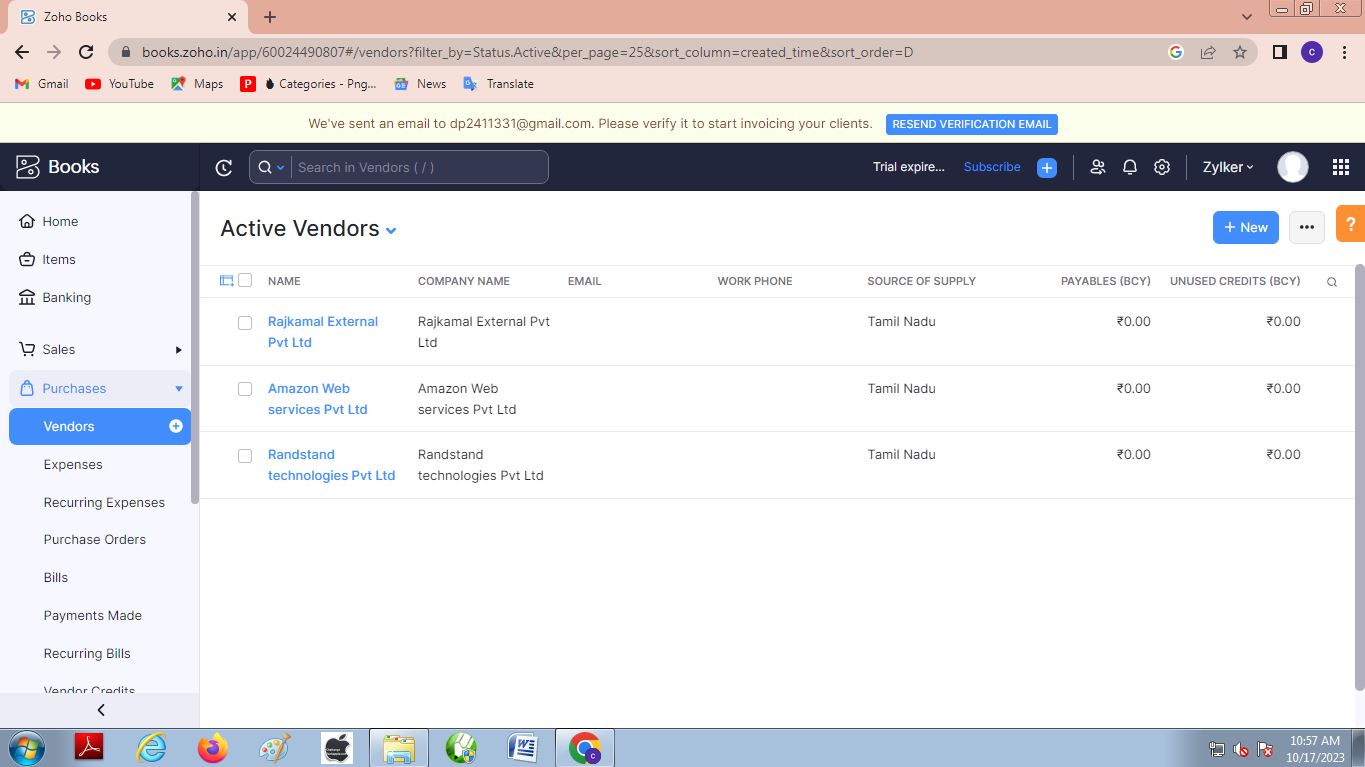 Zoho Books
books.zoho.in/app/60024490807#/vendors?filter_by=Status.Active&per_page=25&sort_column=created_time&sort_order=D
c
Gmail YouTube Maps Categories - Png... News Translate
We've sent an email to dp2411331@gmail.com. Please verify it to start invoicing your clients. RESEND VERIFICATION EMAIL
Books Search in Vendors ( / ) Trial expire... Subscribe Zylker
Home
Items
Banking
Sales
Purchases
Vendors
Expenses
Recurring Expenses
Purchase Orders
Bills
Payments Made
Recurring Bills
Vendor Credits
Active Vendors + New ?
NAME COMPANY NAME EMAIL WORK PHONE SOURCE OF SUPPLY PAYABLES (BCY) UNUSED CREDITS (BCY)
Rajkamal External Rajkamal External Pvt Tamil Nadu ₹0.00 ₹0.00
Pvt Ltd Ltd
Amazon Web Amazon Web Tamil Nadu ₹0.00 ₹0.00
services Pvt Ltd services Pvt Ltd
Randstand Randstand Tamil Nadu ₹0.00 ₹0.00
technologies Pvt Ltd technologies Pvt Ltd
10:57 AM
10/17/2023